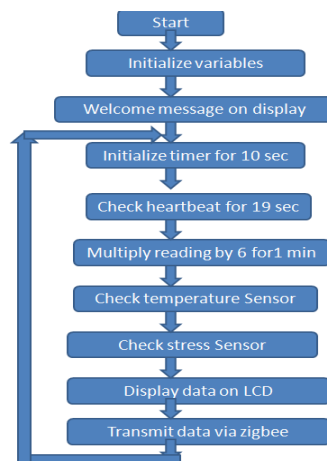 Start
Initialize variables
Welcome message on display
Initialize timer for 10 sec
Check heartbeat for 19 sec
Multiply reading by 6 for1 min
Check temperature Sensor
Check stress Sensor
Display data on LCD
Transmit data via zigbee